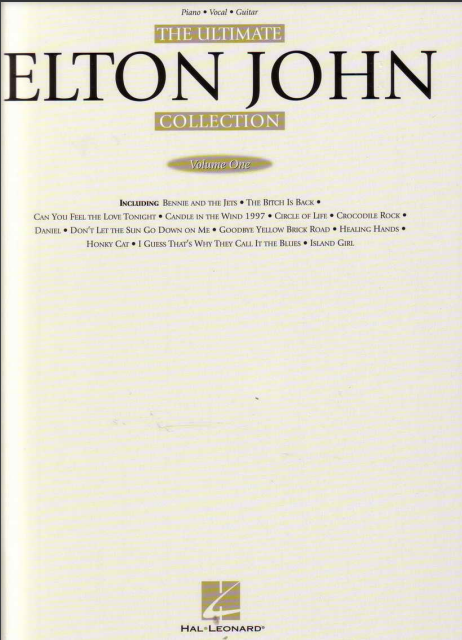 Piano • Vocal • Guitar
THE ULTIMATE
ELTON JOHN
COLLECTION
Volume One
INCLUDING BENNIE AND THE JETS • THE BITCH IS BACK •
CAN YOU FEEL THE LOVE TONIGHT • CANDLE IN THE WIND 1997 • CIRCLE OF LIFE • CROCODILE ROCK •
DANIEL • DON'T LET THE SUN GO DOWN ON ME • GOODBYE YELLOW BRICK ROAD • HEALING HANDS •
HONKY CAT • I GUESS THAT'S WHY THEY CALL IT THE BLUES • ISLAND GIRL
HAL•LEONARD®